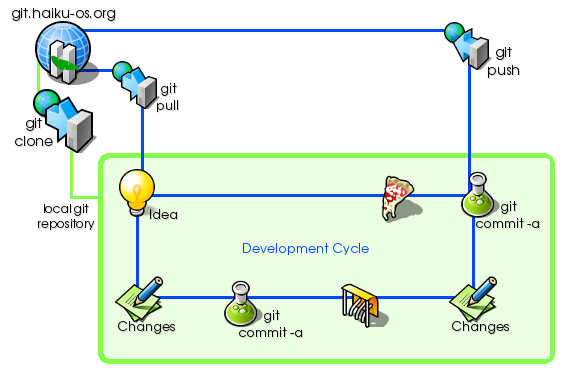 git.haiku-os.org
git
push
git
pull
git
clone
local git
repository
Idea
git
commit -a
Development Cycle
Changes
git
commit -a
Changes